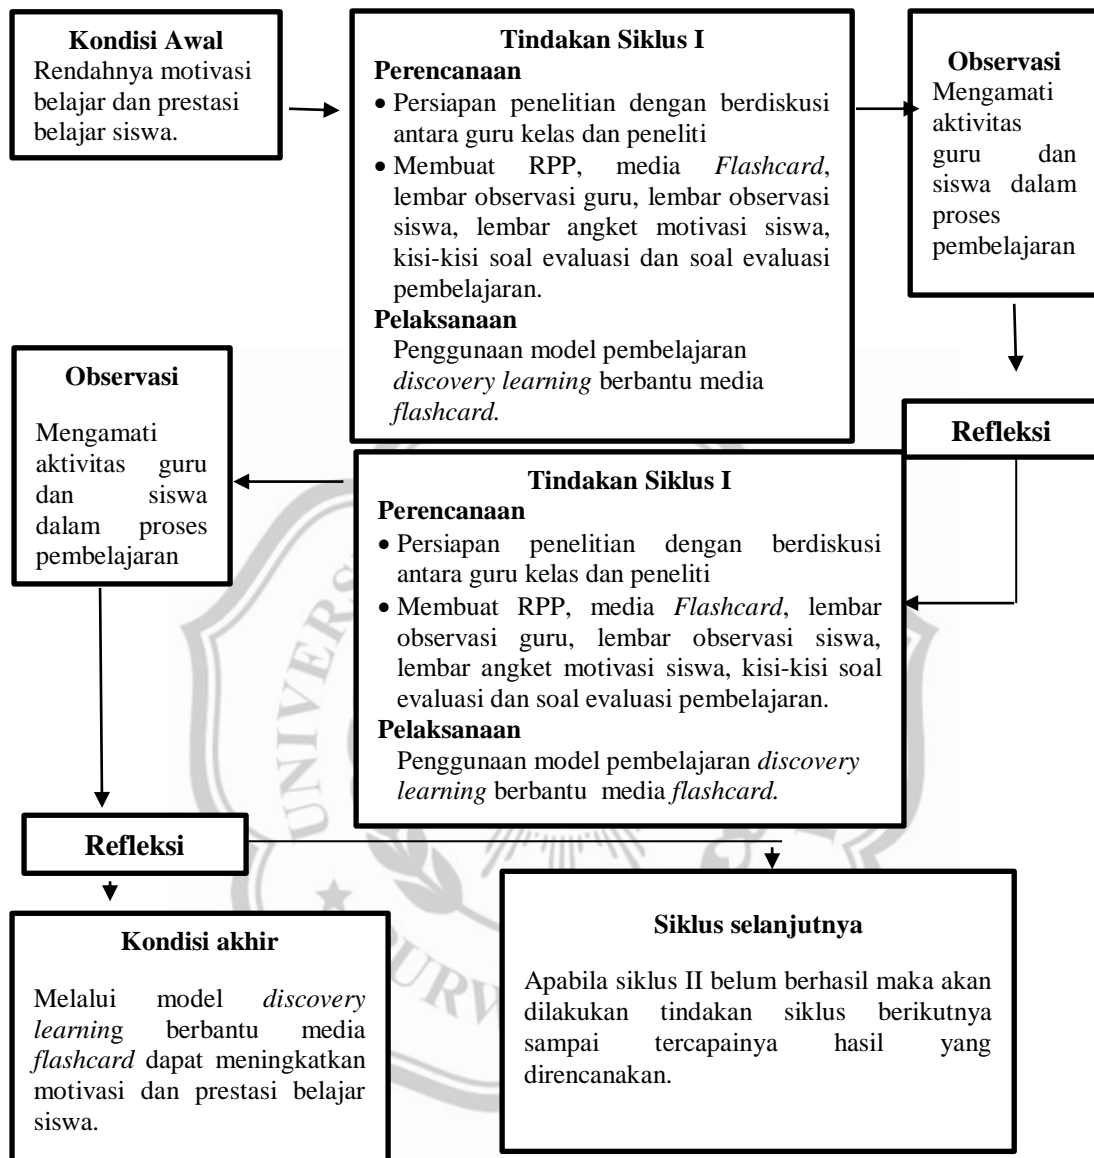 Kondisi Awal
Rendahnya motivasi
belajar dan prestasi
belajar siswa.
Tindakan Siklus I
Perencanaan
• Persiapan penelitian dengan berdiskusi
antara guru kelas dan peneliti
• Membuat RPP, media Flashcard,
lembar observasi guru, lembar observasi
siswa, lembar angket motivasi siswa,
kisi-kisi soal evaluasi dan soal evaluasi
pembelajaran.
Pelaksanaan
Penggunaan model pembelajaran
discovery learning berbantu media
flashcard.
Observasi
Mengamati
aktivitas
guru dan
siswa dalam
proses
pembelajaran
Refleksi
Tindakan Siklus I
Perencanaan
• Persiapan penelitian dengan berdiskusi
antara guru kelas dan peneliti
• Membuat RPP, media Flashcard, lembar
observasi guru, lembar observasi siswa,
lembar angket motivasi siswa, kisi-kisi soal
evaluasi dan soal evaluasi pembelajaran.
Pelaksanaan
Penggunaan model pembelajaran discovery
learning berbantu media flashcard.
Observasi
Mengamati
aktivitas guru
dan siswa
dalam proses
pembelajaran
Refleksi
Kondisi akhir
Melalui model discovery
learning berbantu media
flashcard dapat meningkatkan
motivasi dan prestasi belajar
siswa.
Siklus selanjutnya
Apabila siklus II belum berhasil maka akan
dilakukan tindakan siklus berikutnya
sampai tercapainya hasil yang
direncanakan.